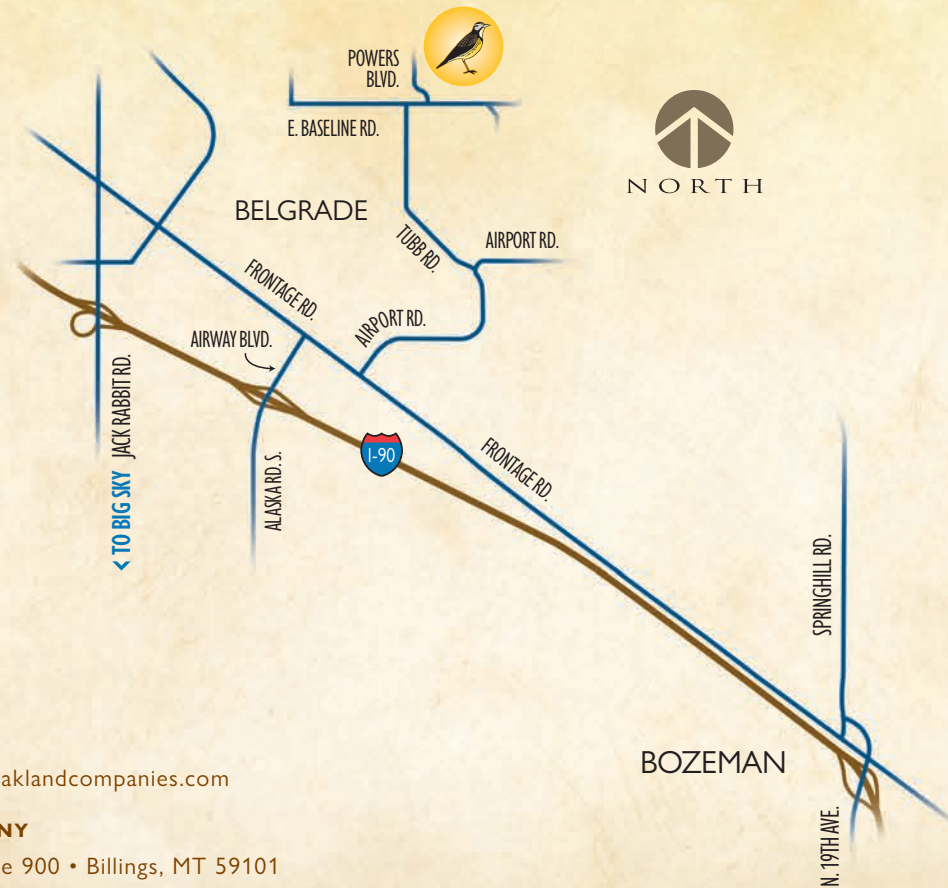 POWERS
BLVD.
E. BASELINE RD.
NORTH
BELGRADE
TUBB RD.
AIRPORT RD.
FRONTAGE RD.
AIRPORT RD.
AIRWAY BLVD.
JACK RABBIT RD.
< TO BIG SKY
ALASKA RD. S.
I-90
FRONTAGE RD.
SPRINGHILL RD.
BOZEMAN
N. 19TH AVE.
aklandcompanies.com
NY
e 900 • Billings, MT 59101